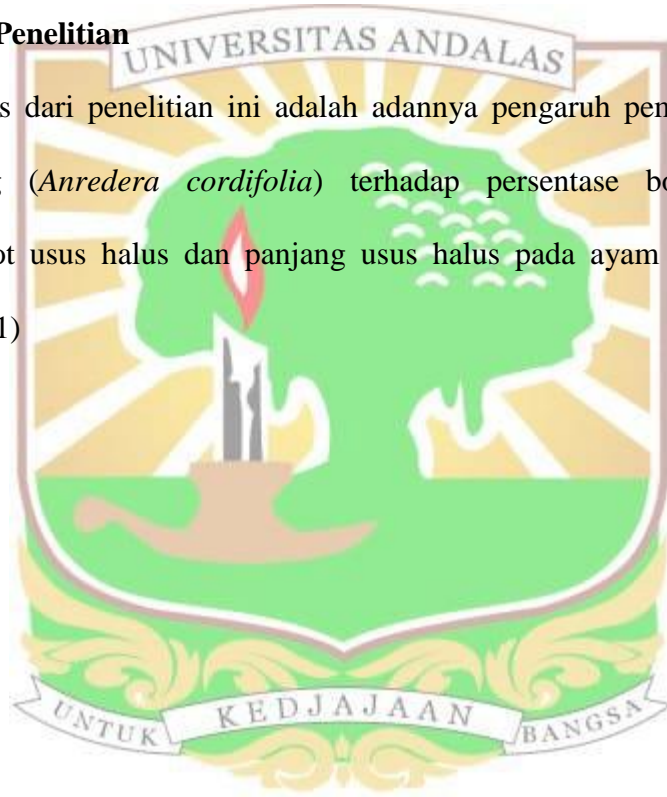 Penelitian
UNIVERSITAS ANDALAS
s dari penelitian ini adalah adannya pengaruh pem
(Anredera cordifolia) terhadap persentase bo
ot usus halus dan panjang usus halus pada ayam
1)
UNTUK KEDJAJAAN BANGSA